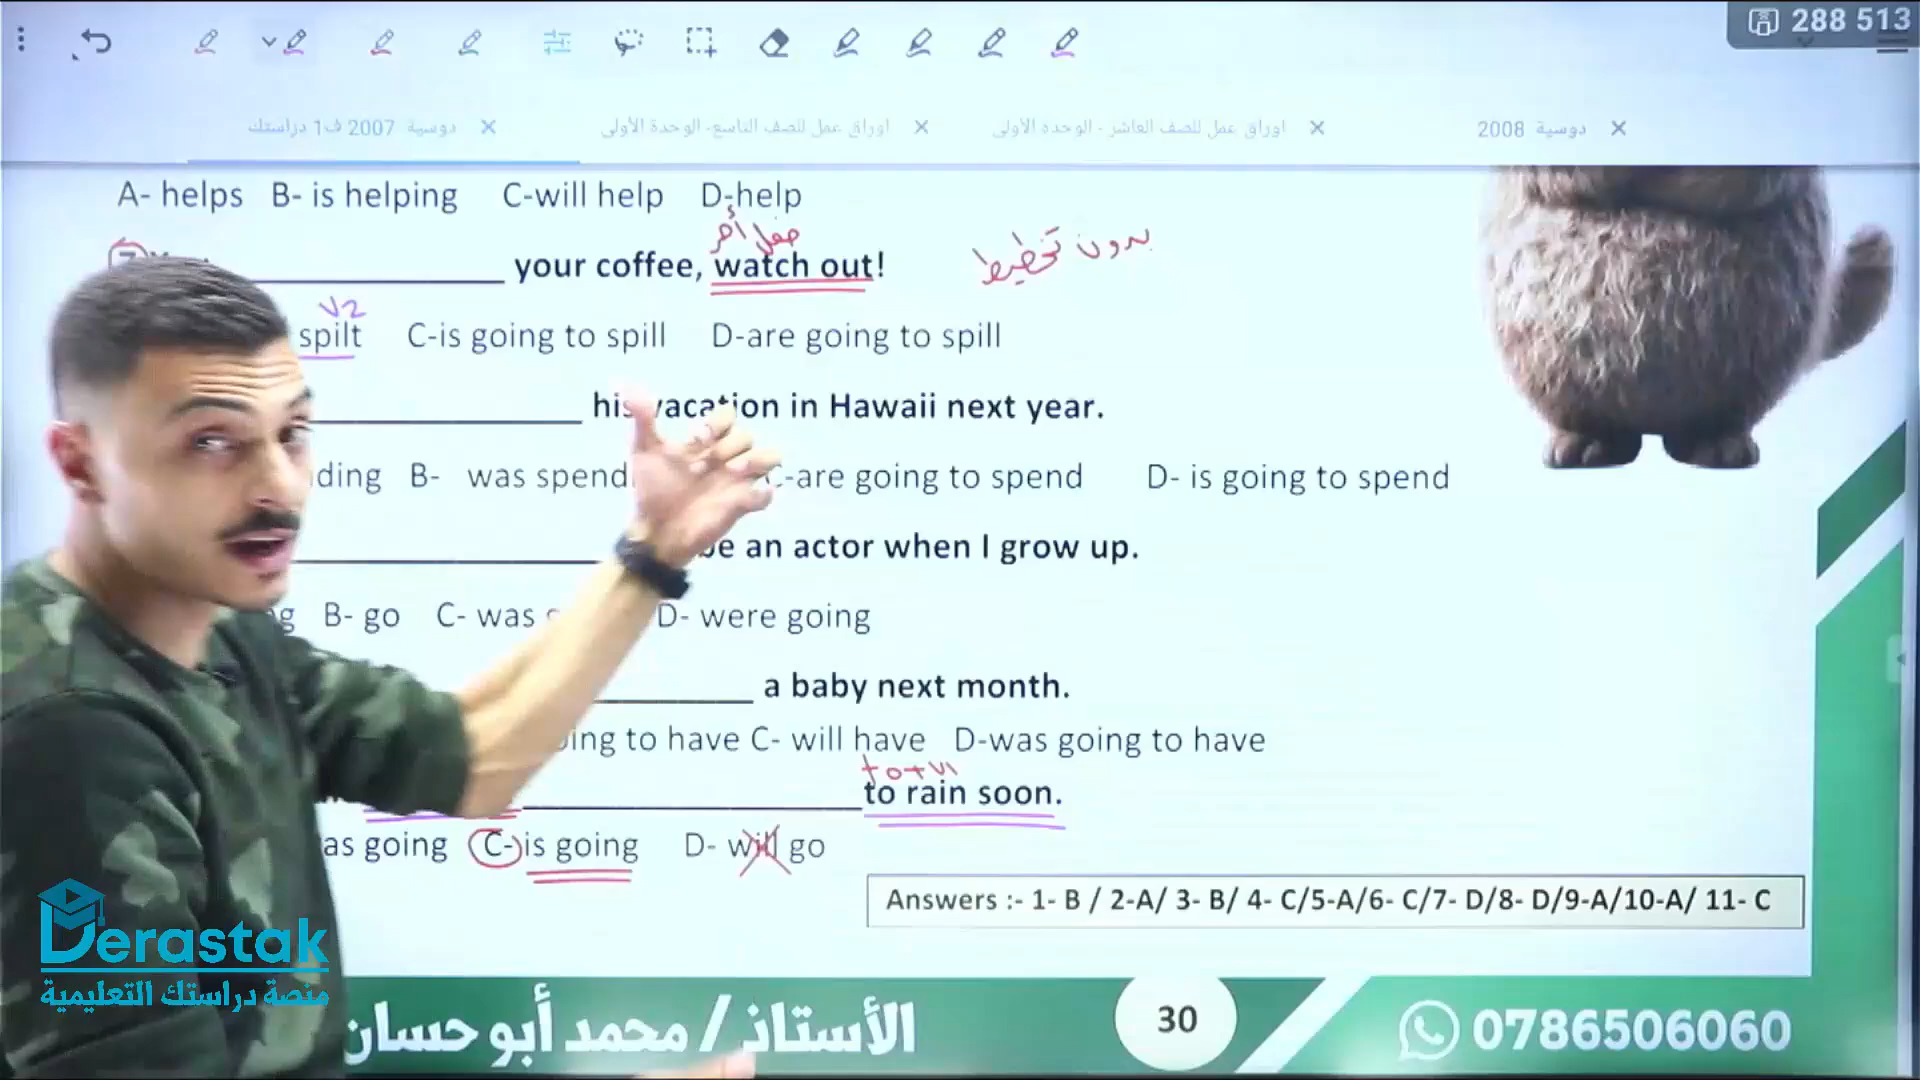 288 513
دوسية 2007 ف1 دراستك
اوراق عمل للصف التاسع- الوحدة الأولى
اوراق عمل للصف العاشر - الوحدة الأولى
دوسية 2008
A- helps B- is helping C-will help D-help
فعل أمر
بدون تخطيط
your coffee, watch out!
V2
spilt C-is going to spill D-are going to spill
his vacation in Hawaii next year.
B- was C-are going to spend D- is going to spend
be an actor when I grow up.
B- go C- was D- were going
a baby next month.
to have C- will have D-was going to have
to+V1
to rain soon.
going C- is going D- will go
Answers :- 1- B / 2-A/ 3- B/ 4- C/5-A/6- C/7- D/8- D/9-A/10-A/ 11- C
Derastak
منصة دراستك التعليمية
الأستاذ / محمد أبو حسان
30
0786506060